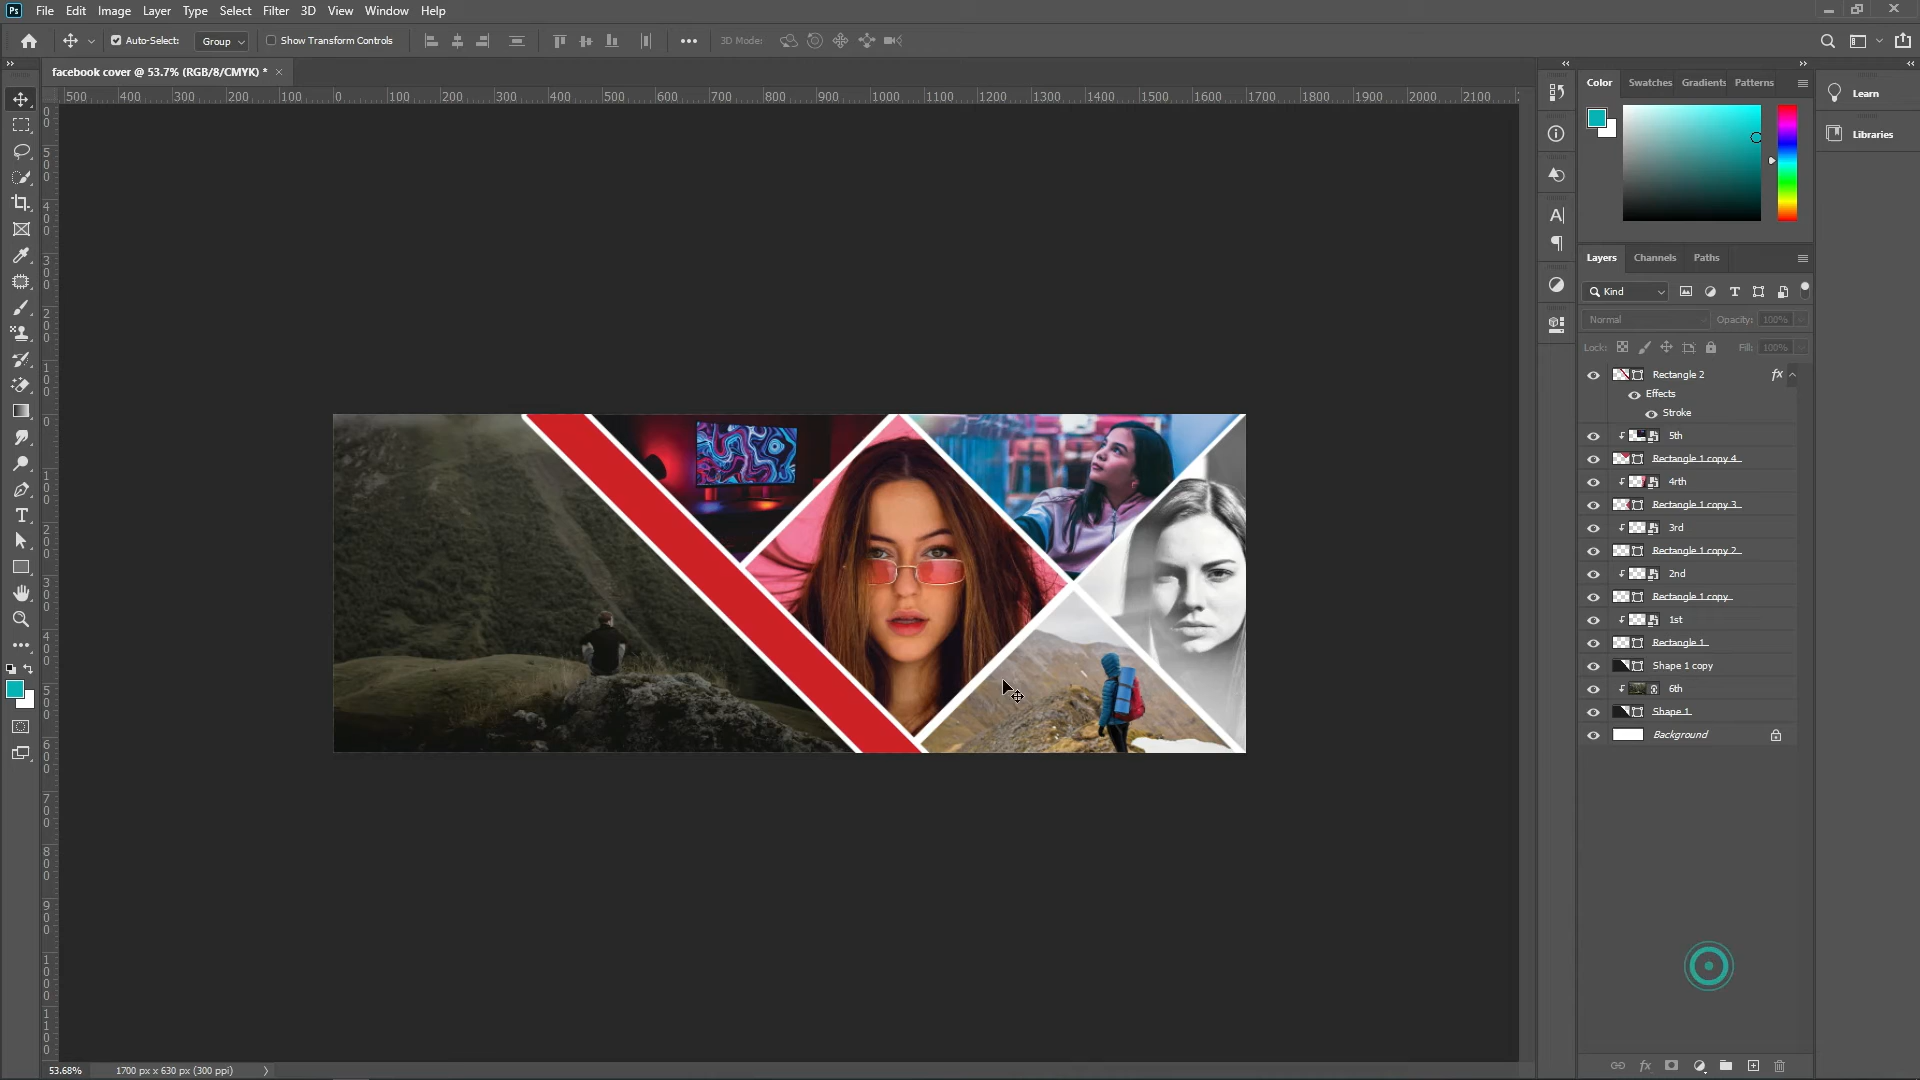 Ps File Edit Image Layer Type Select Filter 3D View Window Help
Auto-Select: Group Show Transform Controls 3D Mode:
facebook cover @ 53.7% (RGB/8/CMYK) * ×
500 400 300 200 100 0 100 200 300 400 500 600 700 800 900 1000 1100 1200 1300 1400 1500 1600 1700 1800 1900 2000 2100
Color Swatches Gradients Patterns
Learn
Libraries
Layers Channels Paths
Kind
Normal Opacity: 100%
Lock: Fill: 100%
Rectangle 2 fx
Effects
Stroke
5th
Rectangle 1 copy 4
4rth
Rectangle 1 copy 3
3rd
Rectangle 1 copy 2
2nd
Rectangle 1 copy
1st
Rectangle 1
Shape 1 copy
6th
Shape 1
Background
53.68% 1700 px x 630 px (300 ppi)